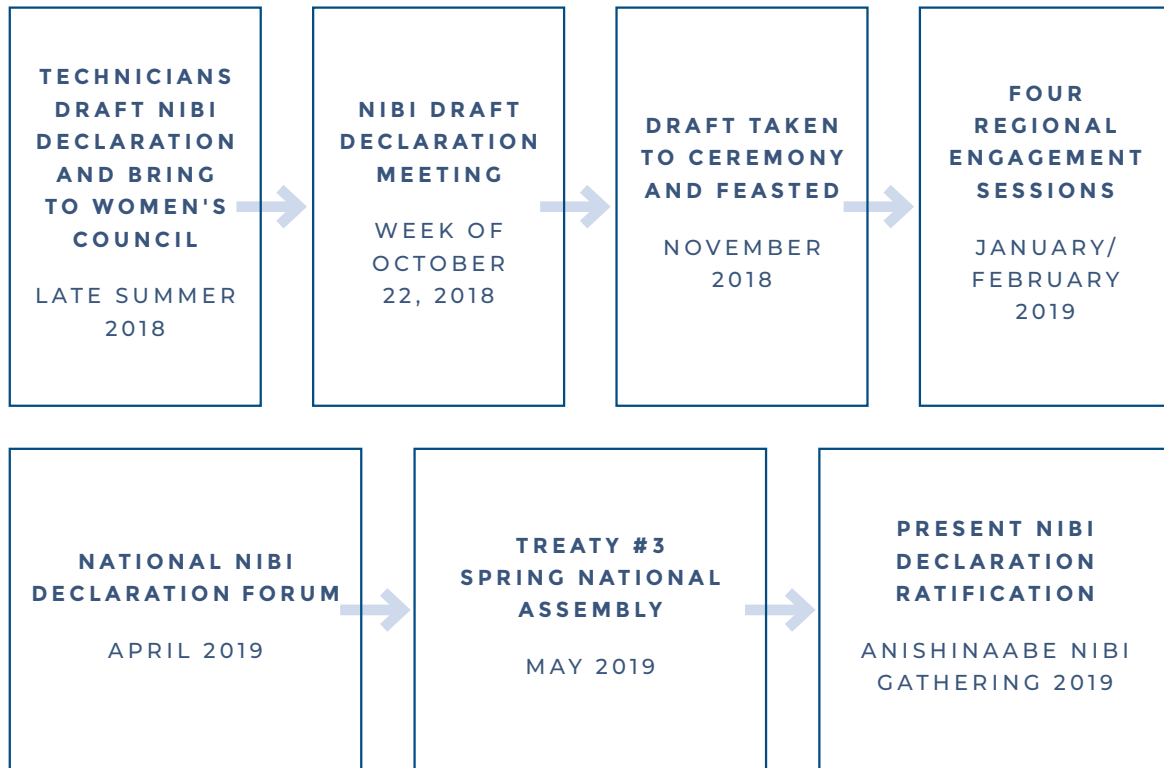 TECHNICIANS
DRAFT NIBI
DECLARATION
AND BRING
TO WOMEN'S
COUNCIL
LATE SUMMER
2018
NIBI DRAFT
DECLARATION
MEETING
WEEK OF
OCTOBER
22, 2018
DRAFT TAKEN
TO CEREMONY
AND FEASTED
NOVEMBER
2018
FOUR
REGIONAL
ENGAGEMENT
SESSIONS
JANUARY/
FEBRUARY
2019
NATIONAL NIBI
DECLARATION FORUM
APRIL 2019
TREATY #3
SPRING NATIONAL
ASSEMBLY
MAY 2019
PRESENT NIBI
DECLARATION
RATIFICATION
ANISHINAABE NIBI
GATHERING 2019